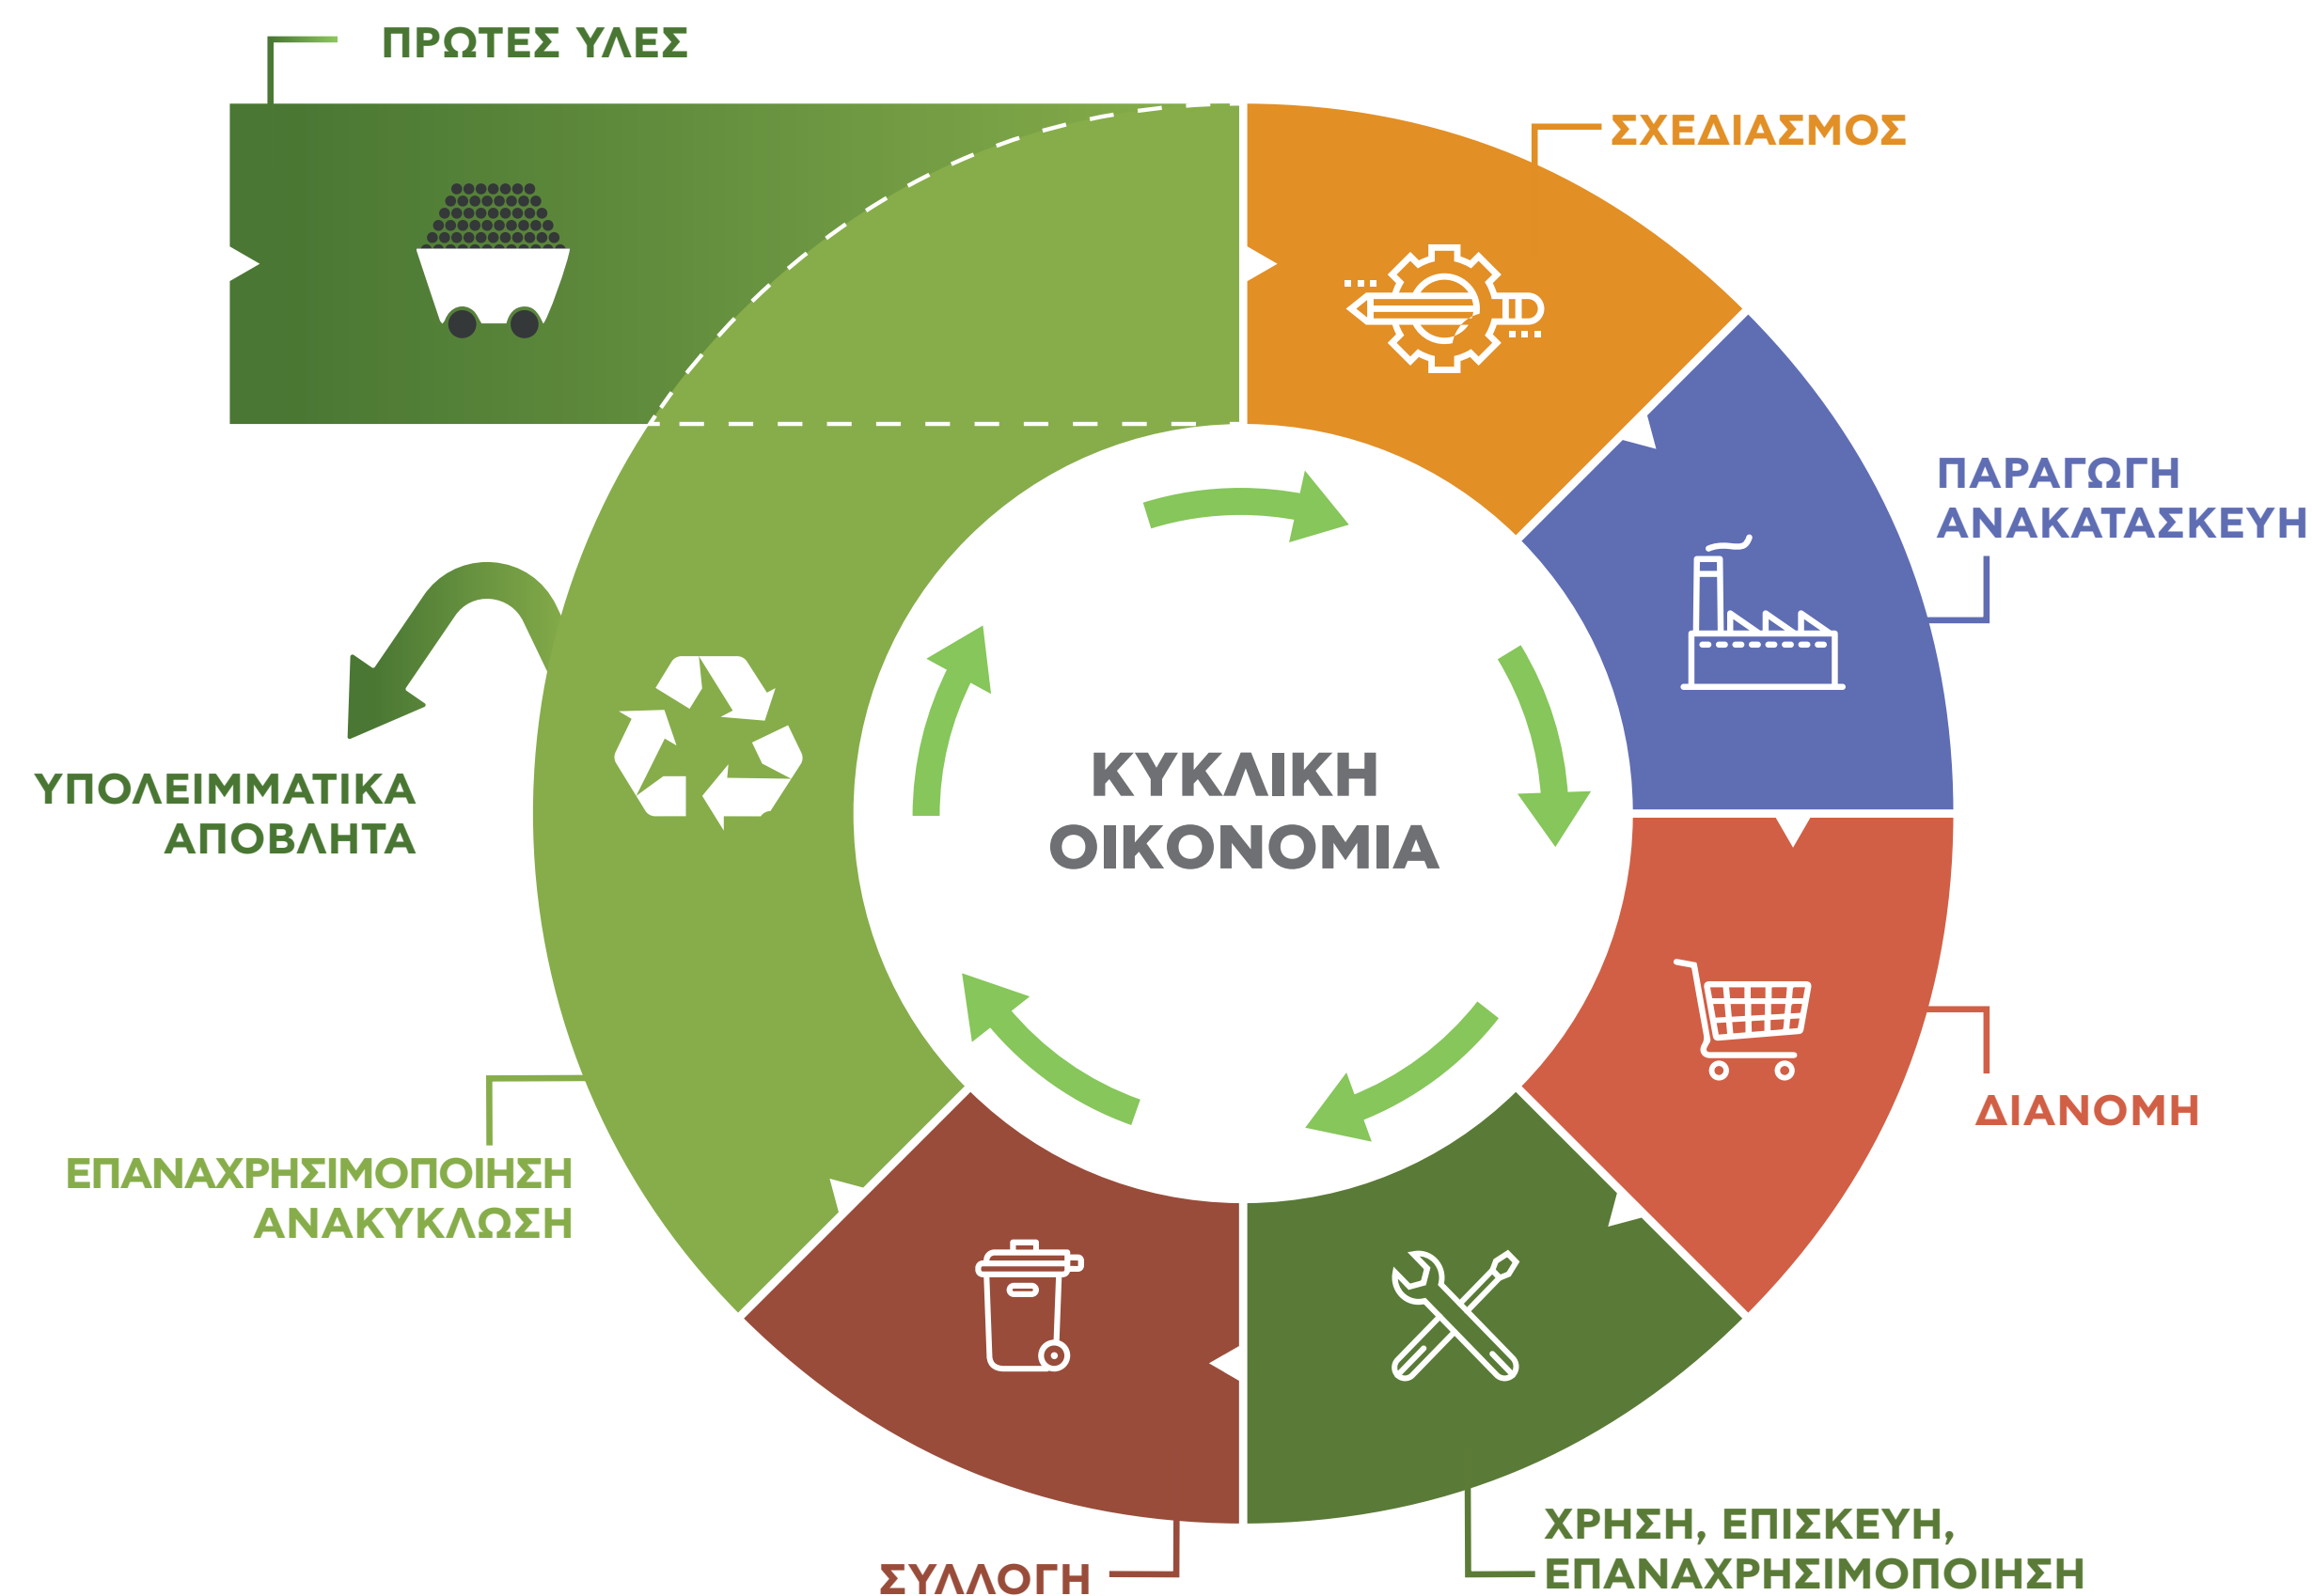 ΠΡΩΤΕΣ ΥΛΕΣ
ΣΧΕΔΙΑΣΜΟΣ
ΠΑΡΑΓΩΓΗ
ΑΝΑΚΑΤΑΣΚΕΥΗ
ΚΥΚΛΙΚΗ
ΟΙΚΟΝΟΜΙΑ
ΥΠΟΛΕΙΜΜΑΤΙΚΑ
ΑΠΟΒΛΗΤΑ
ΔΙΑΝΟΜΗ
ΕΠΑΝΑΧΡΗΣΙΜΟΠΟΙΗΣΗ
ΑΝΑΚΥΚΛΩΣΗ
ΧΡΗΣΗ, ΕΠΙΣΚΕΥΗ,
ΕΠΑΝΑΧΡΗΣΙΜΟΠΟΙΗΣΗ
ΣΥΛΛΟΓΗ